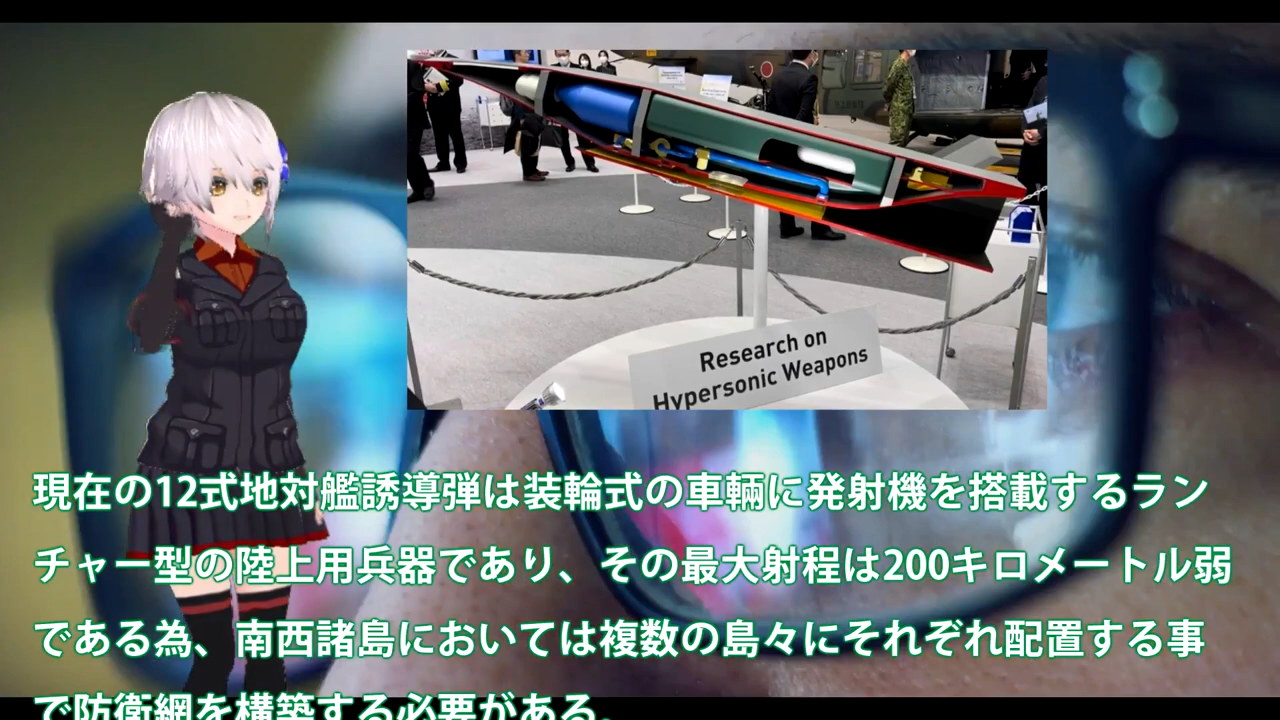 Research on
Hypersonic Weapons
現在の12式地対艦誘導弾は装輪式の車輛に発射機を搭載するラン
チャー型の陸上用兵器であり、その最大射程は200キロメートル弱
である為、南西諸島においては複数の島々にそれぞれ配置する事
で防衛網を構築する必要がある。